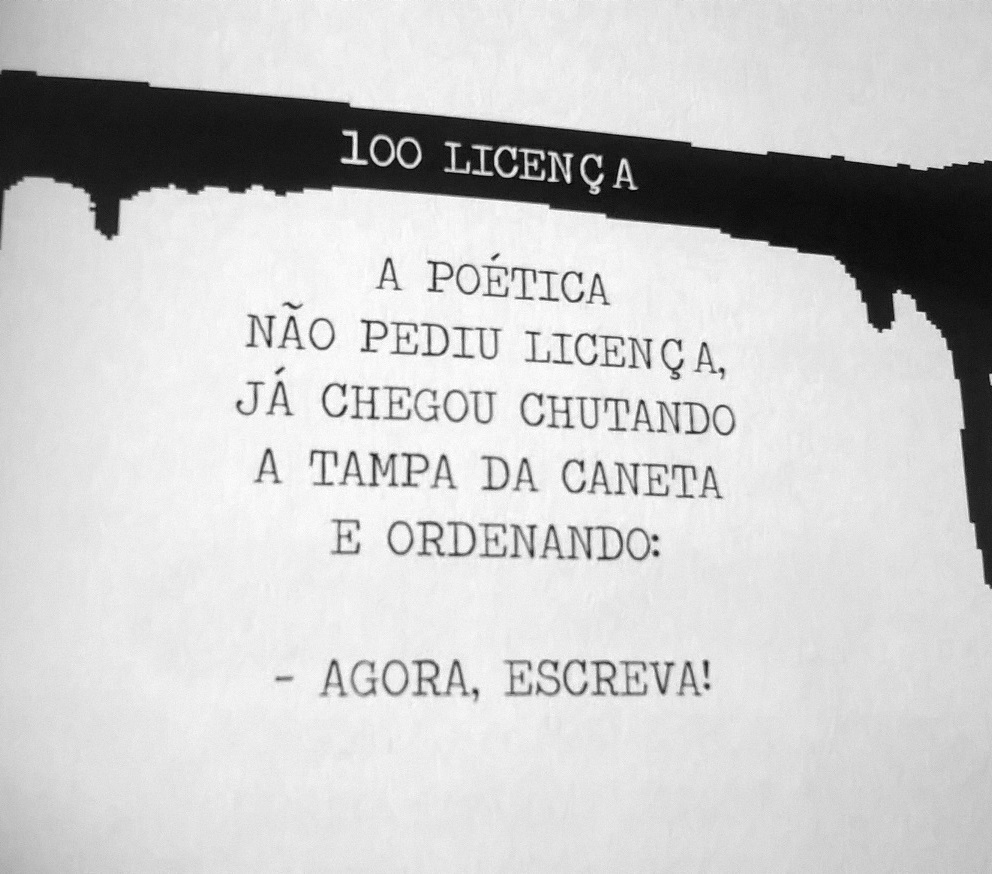 100 LICENÇA
A POÉTICA
NÃO PEDIU LICENÇA,
JÁ CHEGOU CHUTANDO
A TAMPA DA CANETA
E ORDENANDO:
- AGORA, ESCREVA!